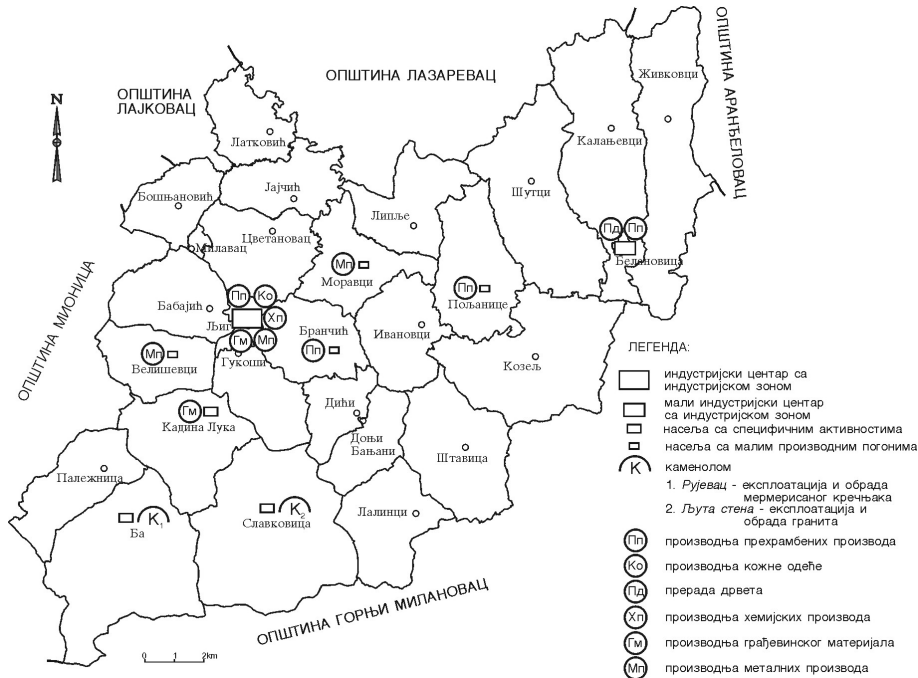 ОПШТИНА ЛАЗАРЕВАЦ
ОПШТИНА
ЛАЈКОВАЦ
ОПШТИНА АРАНЂЕЛОВАЦ
ОПШТИНА МИОНИЦА
ОПШТИНА ГОРЊИ МИЛАНОВАЦ
N
Живковци
Латковић
Калањевци
Јајчић
Шутци
Бошњановић
Липље
Цветановац
Милавац
Пд
Пп
Белановица
Мп
Моравци
Пп
Пољанице
Пп
Ко
Бабајић
Љиг
Хп
Гм
Мп
Гукоши
Бранчић
Пп
Ивановци
Козељ
Мп
Велишевци
Гм
Кадина Лука
Дићи
Доњи
Бањани
Штавица
Палежница
K1
Ба
K2
Славковица
Лалинци
0 1 2km
ЛЕГЕНДА:
индустријски центар са
индустријском зоном
мали индустријски центар
са индустријском зоном
насеља са специфичним активностима
насеља са малим производним погонима
K каменолом
1. Рујевац - експлоатација и обрада
мермерисаног кречњака
2. Љута стена - експлоатација и
обрада гранита
Пп производња прехрамбених производа
Ко производња кожне одеће
Пд прерада дрвета
Хп производња хемијских производа
Гм производња грађевинског материјала
Мп производња металних производа